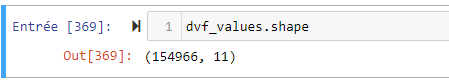 Entrée [369]: 1 dvf_values.shape
Out[369]: (154966, 11)